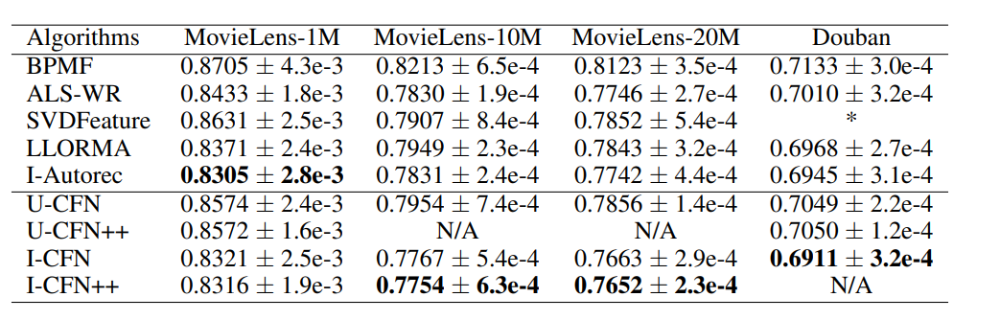 Algorithms MovieLens-1M MovieLens-10M MovieLens-20M Douban
BPMF 0.8705 ± 4.3e-3 0.8213 ± 6.5e-4 0.8123 ± 3.5e-4 0.7133 ± 3.0e-4
ALS-WR 0.8433 ± 1.8e-3 0.7830 ± 1.9e-4 0.7746 ± 2.7e-4 0.7010 ± 3.2e-4
SVDFeature 0.8631 ± 2.5e-3 0.7907 ± 8.4e-4 0.7852 ± 5.4e-4 *
LLORMA 0.8371 ± 2.4e-3 0.7949 ± 2.3e-4 0.7843 ± 3.2e-4 0.6968 ± 2.7e-4
I-Autorec 0.8305 ± 2.8e-3 0.7831 ± 2.4e-4 0.7742 ± 4.4e-4 0.6945 ± 3.1e-4
U-CFN 0.8574 ± 2.4e-3 0.7954 ± 7.4e-4 0.7856 ± 1.4e-4 0.7049 ± 2.2e-4
U-CFN++ 0.8572 ± 1.6e-3 N/A N/A 0.7050 ± 1.2e-4
I-CFN 0.8321 ± 2.5e-3 0.7767 ± 5.4e-4 0.7663 ± 2.9e-4 0.6911 ± 3.2e-4
I-CFN++ 0.8316 ± 1.9e-3 0.7754 ± 6.3e-4 0.7652 ± 2.3e-4 N/A